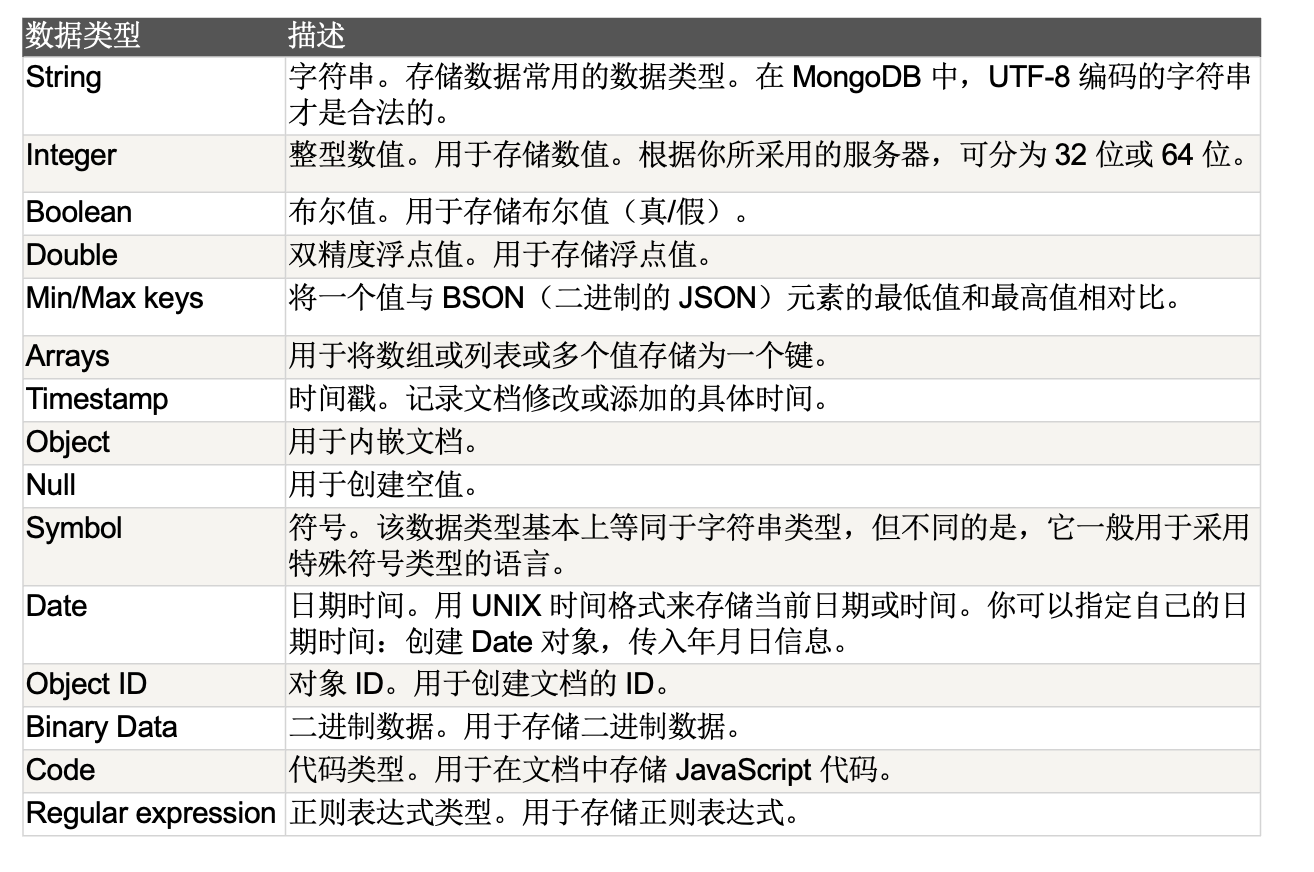 数据类型 描述
String 字符串。存储数据常用的数据类型。在 MongoDB 中，UTF-8 编码的字符串
才是合法的。
Integer 整型数值。用于存储数值。根据你所采用的服务器，可分为 32 位或 64 位。
Boolean 布尔值。用于存储布尔值（真/假）。
Double 双精度浮点值。用于存储浮点值。
Min/Max keys 将一个值与 BSON（二进制的 JSON）元素的最低值和最高值相对比。
Arrays 用于将数组或列表或多个值存储为一个键。
Timestamp 时间戳。记录文档修改或添加的具体时间。
Object 用于内嵌文档。
Null 用于创建空值。
Symbol 符号。该数据类型基本上等同于字符串类型，但不同的是，它一般用于采用
特殊符号类型的语言。
Date 日期时间。用 UNIX 时间格式来存储当前日期或时间。你可以指定自己的日
期时间：创建 Date 对象，传入年月日信息。
Object ID 对象 ID。用于创建文档的 ID。
Binary Data 二进制数据。用于存储二进制数据。
Code 代码类型。用于在文档中存储 JavaScript 代码。
Regular expression 正则表达式类型。用于存储正则表达式。